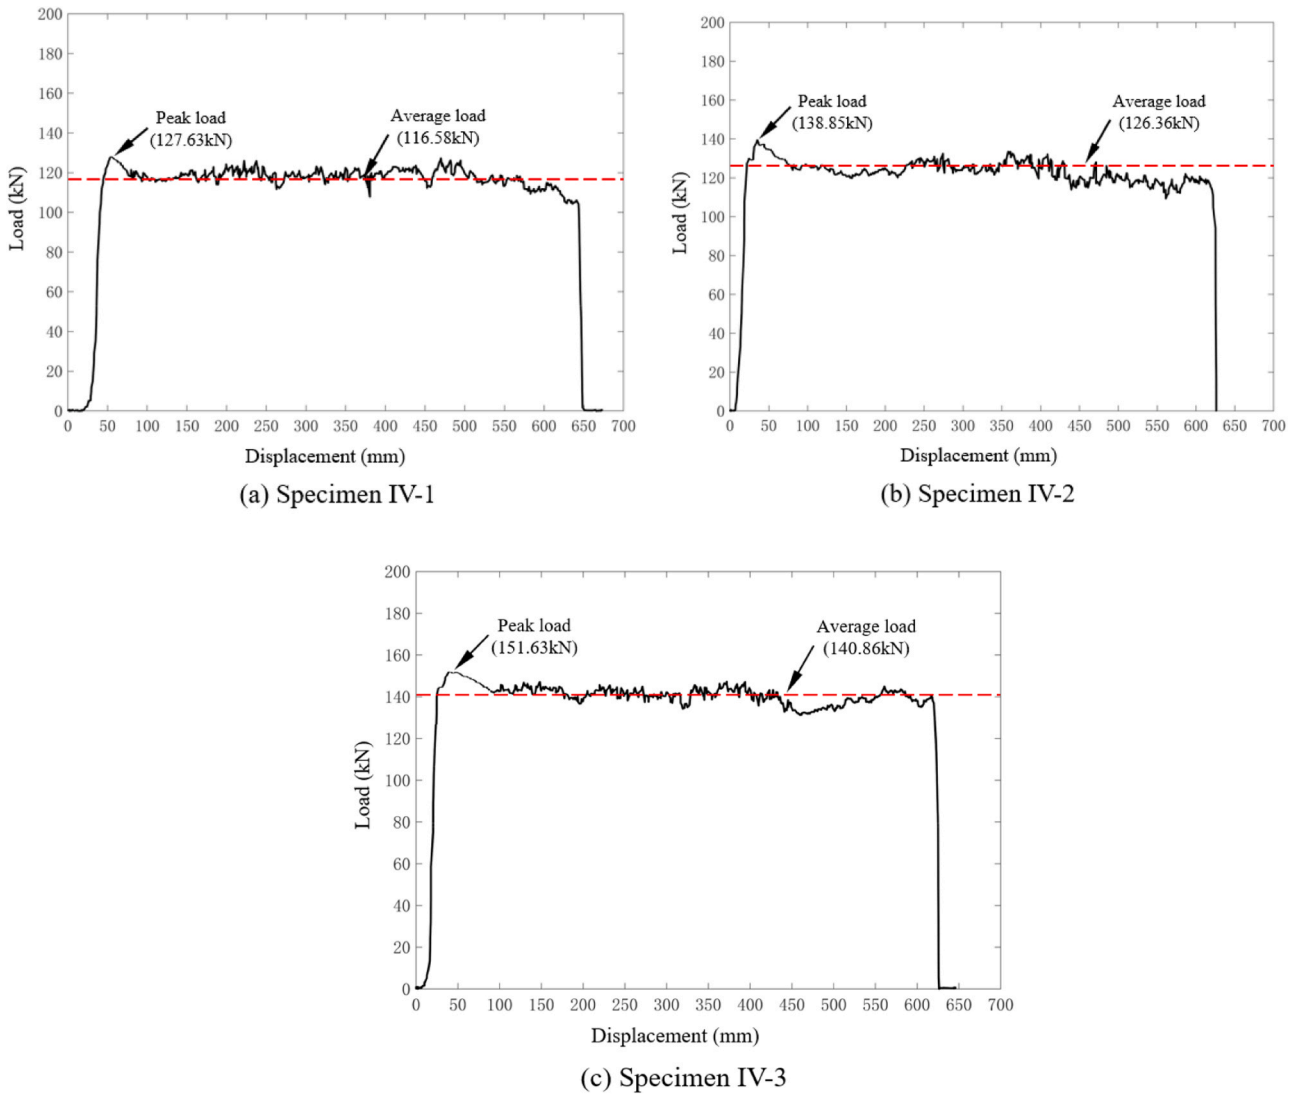 200
180
160
140
120
100
80
60
40
20
0
Load (kN)
Peak load
(127.63kN)
Average load
(116.58kN)
0 50 100 150 200 250 300 350 400 450 500 550 600 650 700
Displacement (mm)
(a) Specimen IV-1
200
180
160
140
120
100
80
60
40
20
0
Load (kN)
Peak load
(138.85kN)
Average load
(126.36kN)
0 50 100 150 200 250 300 350 400 450 500 550 600 650 700
Displacement (mm)
(b) Specimen IV-2
200
180
160
140
120
100
80
60
40
20
0
Load (kN)
Peak load
(151.63kN)
Average load
(140.86kN)
0 50 100 150 200 250 300 350 400 450 500 550 600 650 700
Displacement (mm)
(c) Specimen IV-3